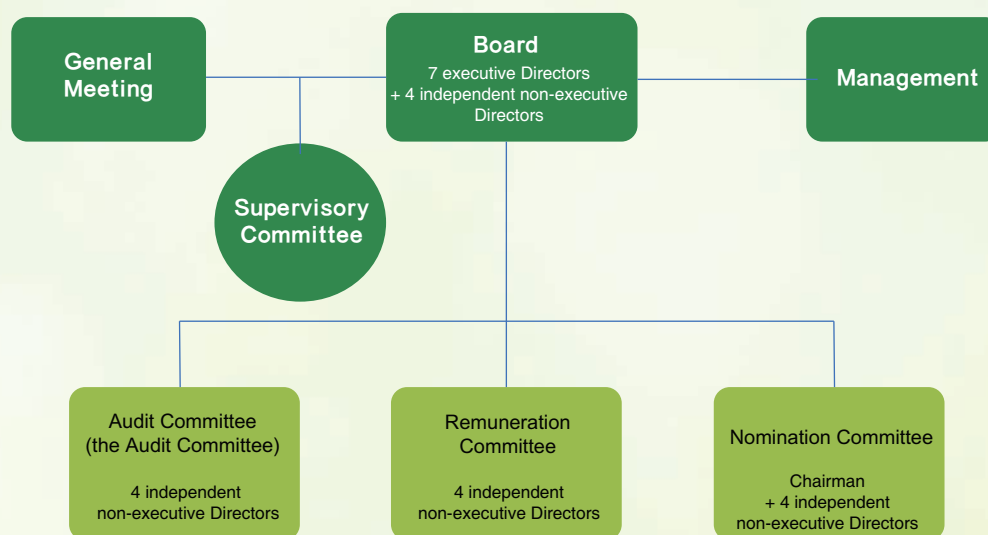 General
Meeting
Board
7 executive Directors
+ 4 independent non-executive
Directors
Management
Supervisory
Committee
Audit Committee
(the Audit Committee)
4 independent
non-executive Directors
Remuneration
Committee
4 independent
non-executive Directors
Nomination Committee
Chairman
+ 4 independent
non-executive Directors